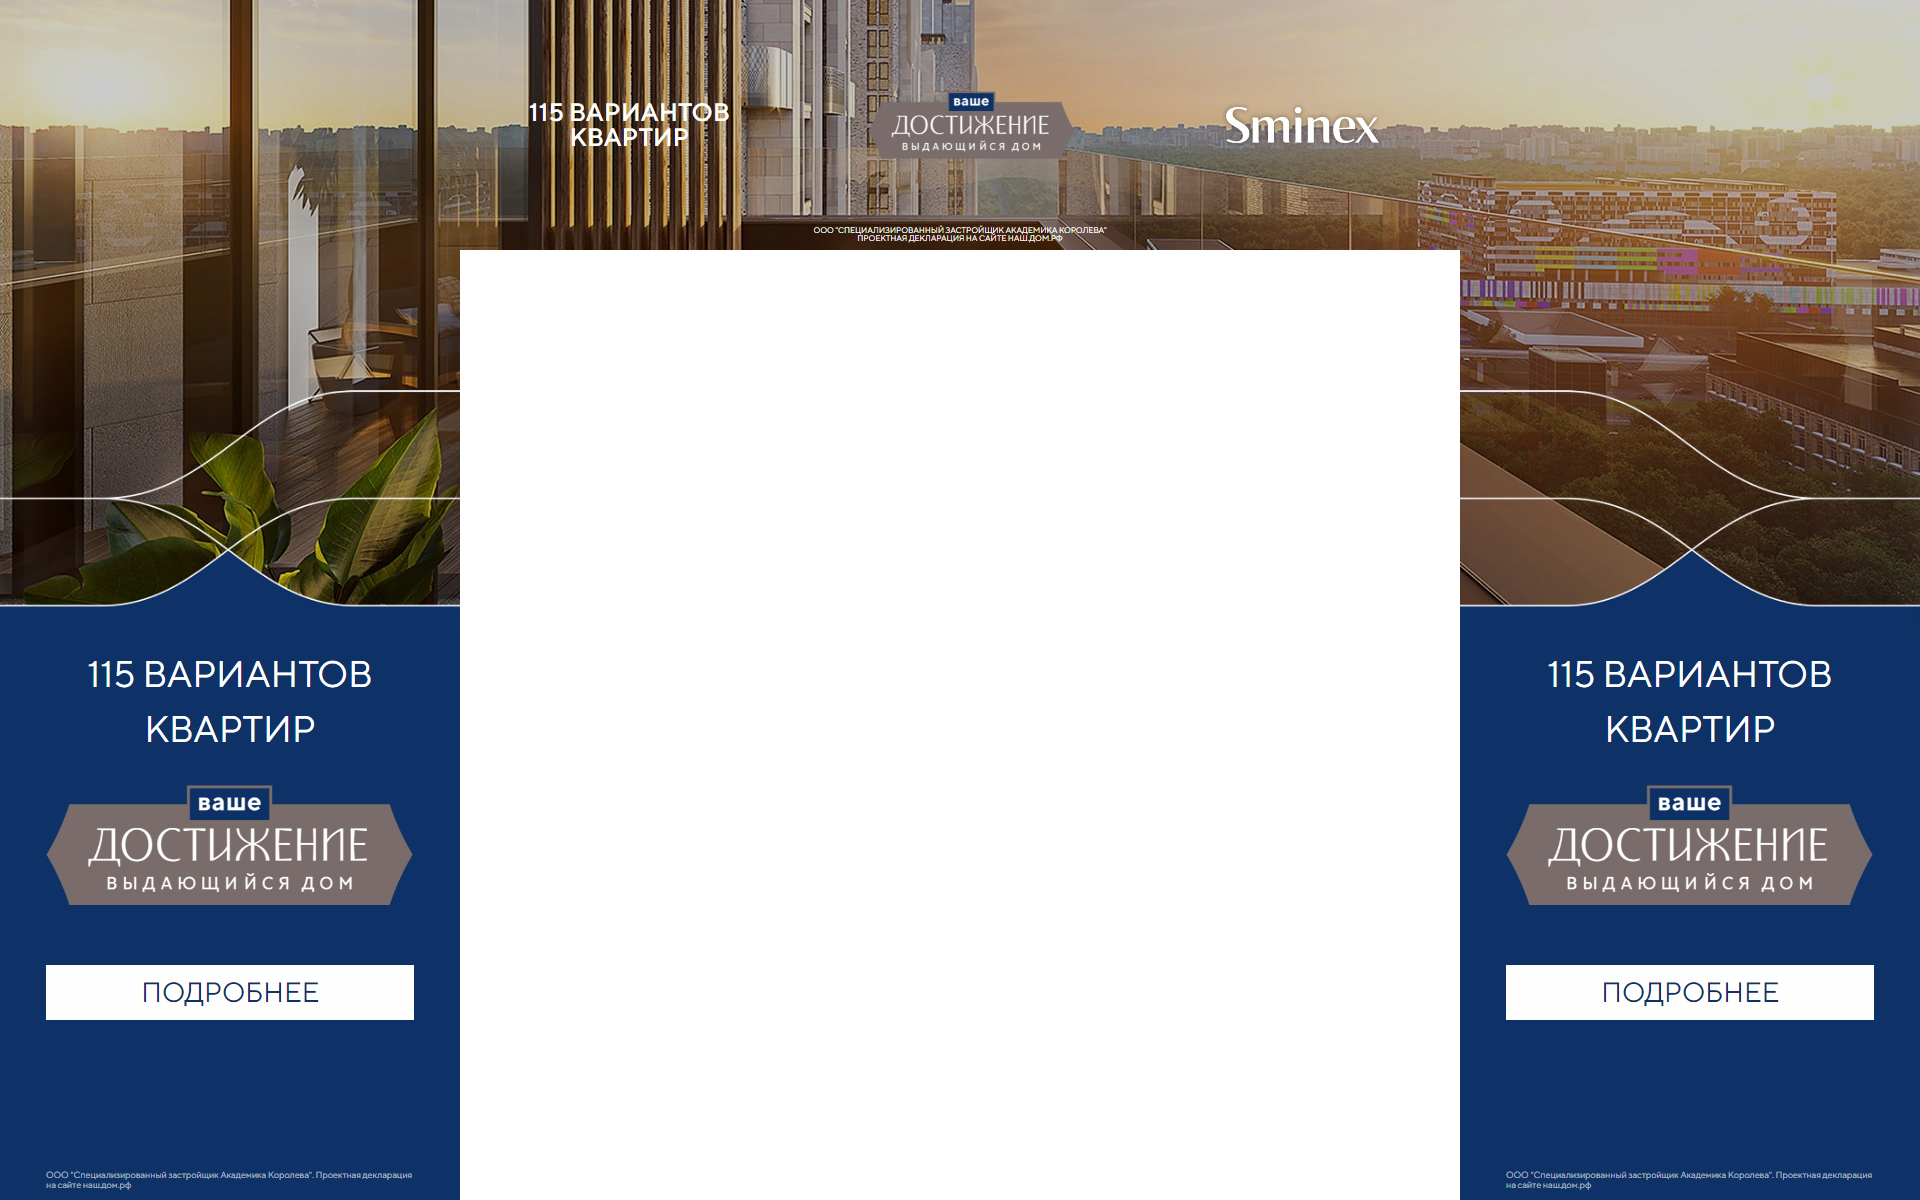 115 ВАРИАНТОВ
КВАРТИР
ваше
ДОСТИЖЕНИЕ
ВЫДАЮЩИЙСЯ ДОМ
Sminex
ООО "СПЕЦИАЛИЗИРОВАННЫЙ ЗАСТРОЙЩИК АКАДЕМИКА КОРОЛЕВА"
ПРОЕКТНАЯ ДЕКЛАРАЦИЯ НА САЙТЕ НАШ.ДОМ.РФ
115 ВАРИАНТОВ
КВАРТИР
ваше
ДОСТИЖЕНИЕ
ВЫДАЮЩИЙСЯ ДОМ
ПОДРОБНЕЕ
ООО "Специализированный застройщик Академика Королева". Проектная декларация
на сайте наш.дом.рф
115 ВАРИАНТОВ
КВАРТИР
ваше
ДОСТИЖЕНИЕ
ВЫДАЮЩИЙСЯ ДОМ
ПОДРОБНЕЕ
ООО "Специализированный застройщик Академика Королева". Проектная декларация
на сайте наш.дом.рф